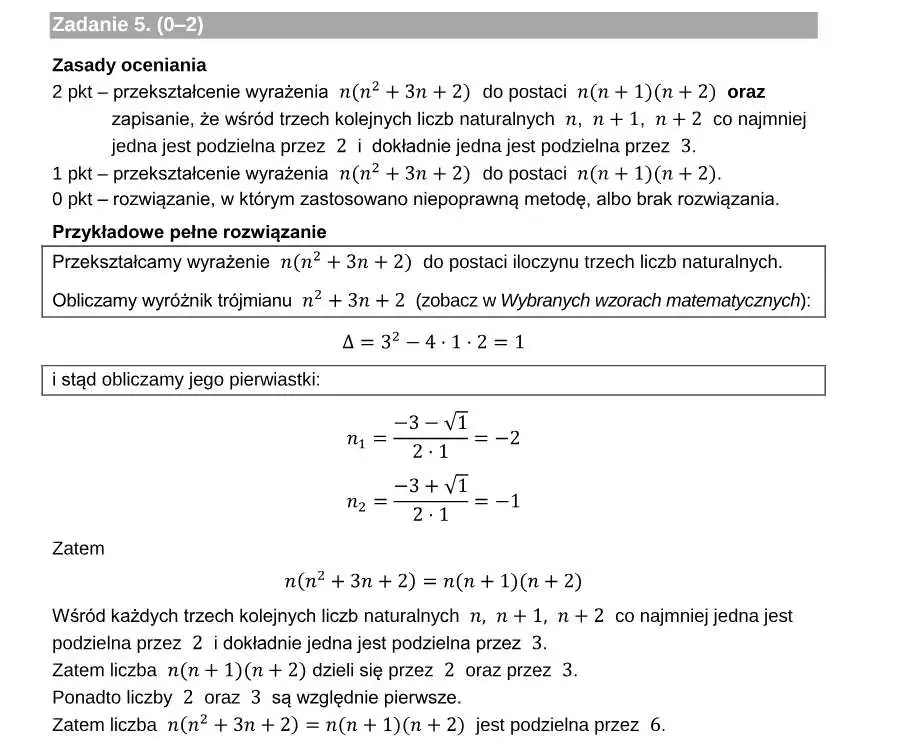 Zadanie 5. (0–2)
Zasady oceniania
2 pkt – przekształcenie wyrażenia n(n² + 3n + 2) do postaci n(n + 1)(n + 2) oraz
zapisanie, że wśród trzech kolejnych liczb naturalnych n, n + 1, n + 2 co najmniej
jedna jest podzielna przez 2 i dokładnie jedna jest podzielna przez 3.
1 pkt – przekształcenie wyrażenia n(n² + 3n + 2) do postaci n(n + 1)(n + 2).
0 pkt – rozwiązanie, w którym zastosowano niepoprawną metodę, albo brak rozwiązania.
Przykładowe pełne rozwiązanie
Przekształcamy wyrażenie n(n² + 3n + 2) do postaci iloczynu trzech liczb naturalnych.
Obliczamy wyróżnik trójmianu n² + 3n + 2 (zobacz w Wybranych wzorach matematycznych):
Δ = 3² − 4 · 1 · 2 = 1
i stąd obliczamy jego pierwiastki:
n₁ = (−3 − √1)/(2 · 1) = −2
n₂ = (−3 + √1)/(2 · 1) = −1
Zatem
n(n² + 3n + 2) = n(n + 1)(n + 2)
Wśród każdych trzech kolejnych liczb naturalnych n, n + 1, n + 2 co najmniej jedna jest
podzielna przez 2 i dokładnie jedna jest podzielna przez 3.
Zatem liczba n(n + 1)(n + 2) dzieli się przez 2 oraz przez 3.
Ponadto liczby 2 oraz 3 są względnie pierwsze.
Zatem liczba n(n² + 3n + 2) = n(n + 1)(n + 2) jest podzielna przez 6.